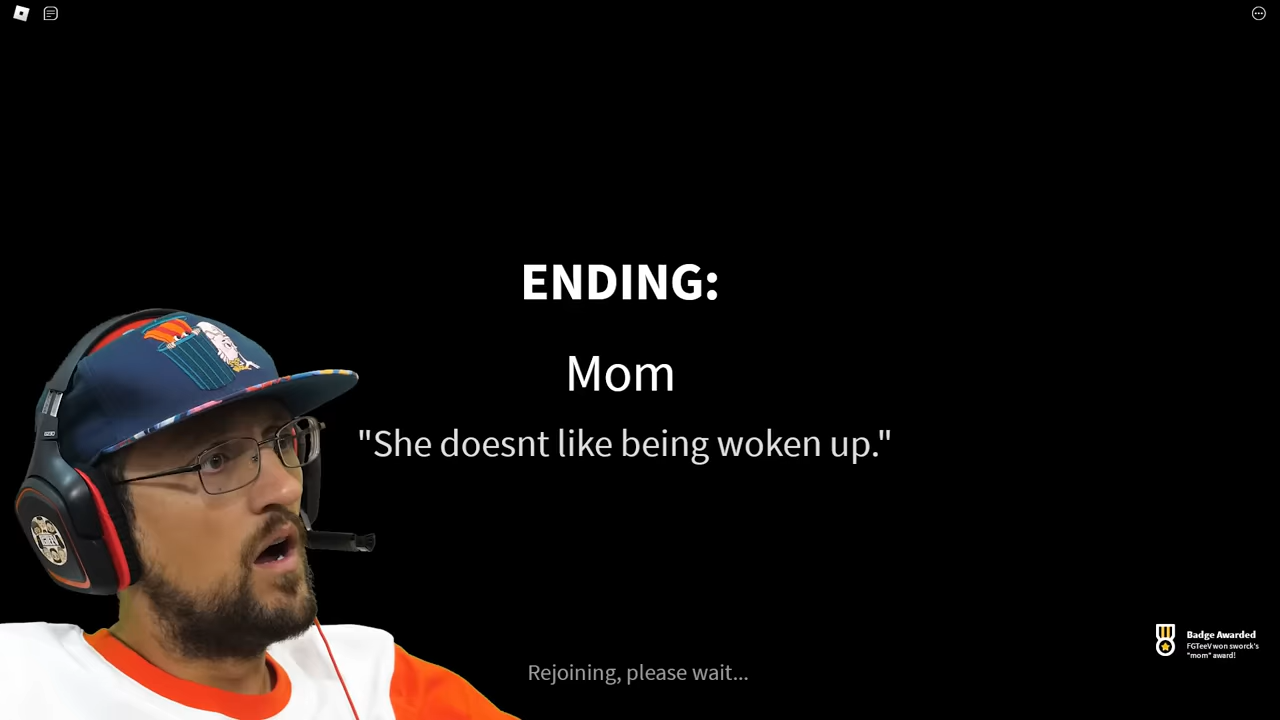 ENDING:
Mom
"She doesnt like being woken up."
Badge Awarded
FGTeeV won sworck's
"mom" award!
Rejoining, please wait...